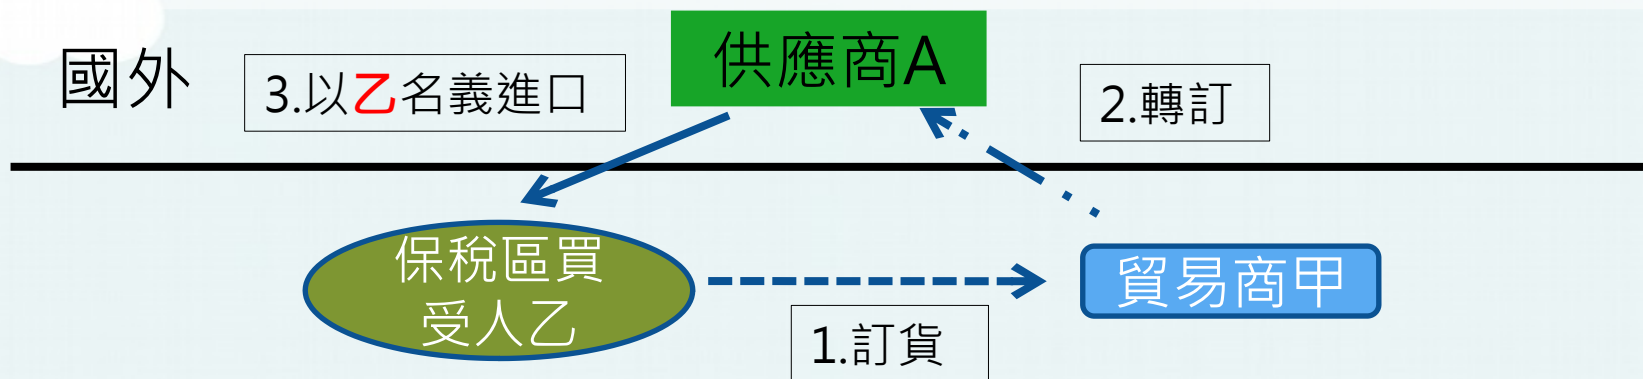 國外
3.以乙名義進口
供應商A
2.轉訂
保稅區買
受人乙
貿易商甲
1.訂貨